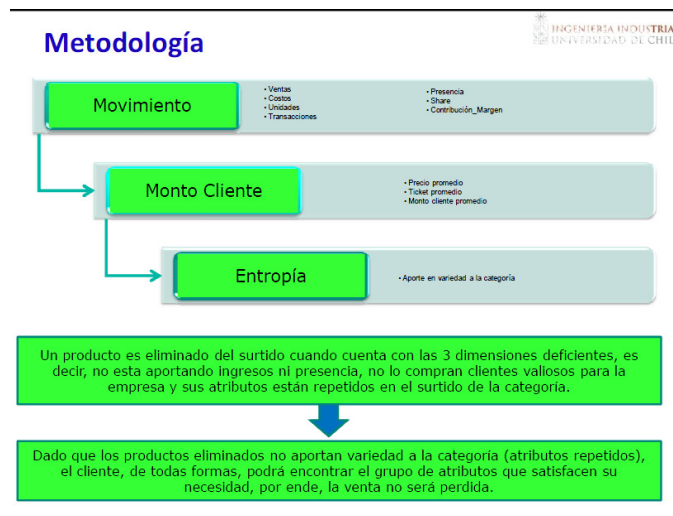 INGENIERIA INDUSTRIA
UNIVERSIDAD DE CHIL
Metodología
Movimiento
• Ventas
• Costos
• Unidades
• Transacciones
• Presencia
• Share
• Contribución_Margen
Monto Cliente
• Precio promedio
• Ticket promedio
• Monto cliente promedio
Entropía
• Aporte en variedad a la categoría
Un producto es eliminado del surtido cuando cuenta con las 3 dimensiones deficientes, es
decir, no esta aportando ingresos ni presencia, no lo compran clientes valiosos para la
empresa y sus atributos están repetidos en el surtido de la categoría.
Dado que los productos eliminados no aportan variedad a la categoría (atributos repetidos),
el cliente, de todas formas, podrá encontrar el grupo de atributos que satisfacen su
necesidad, por ende, la venta no será perdida.